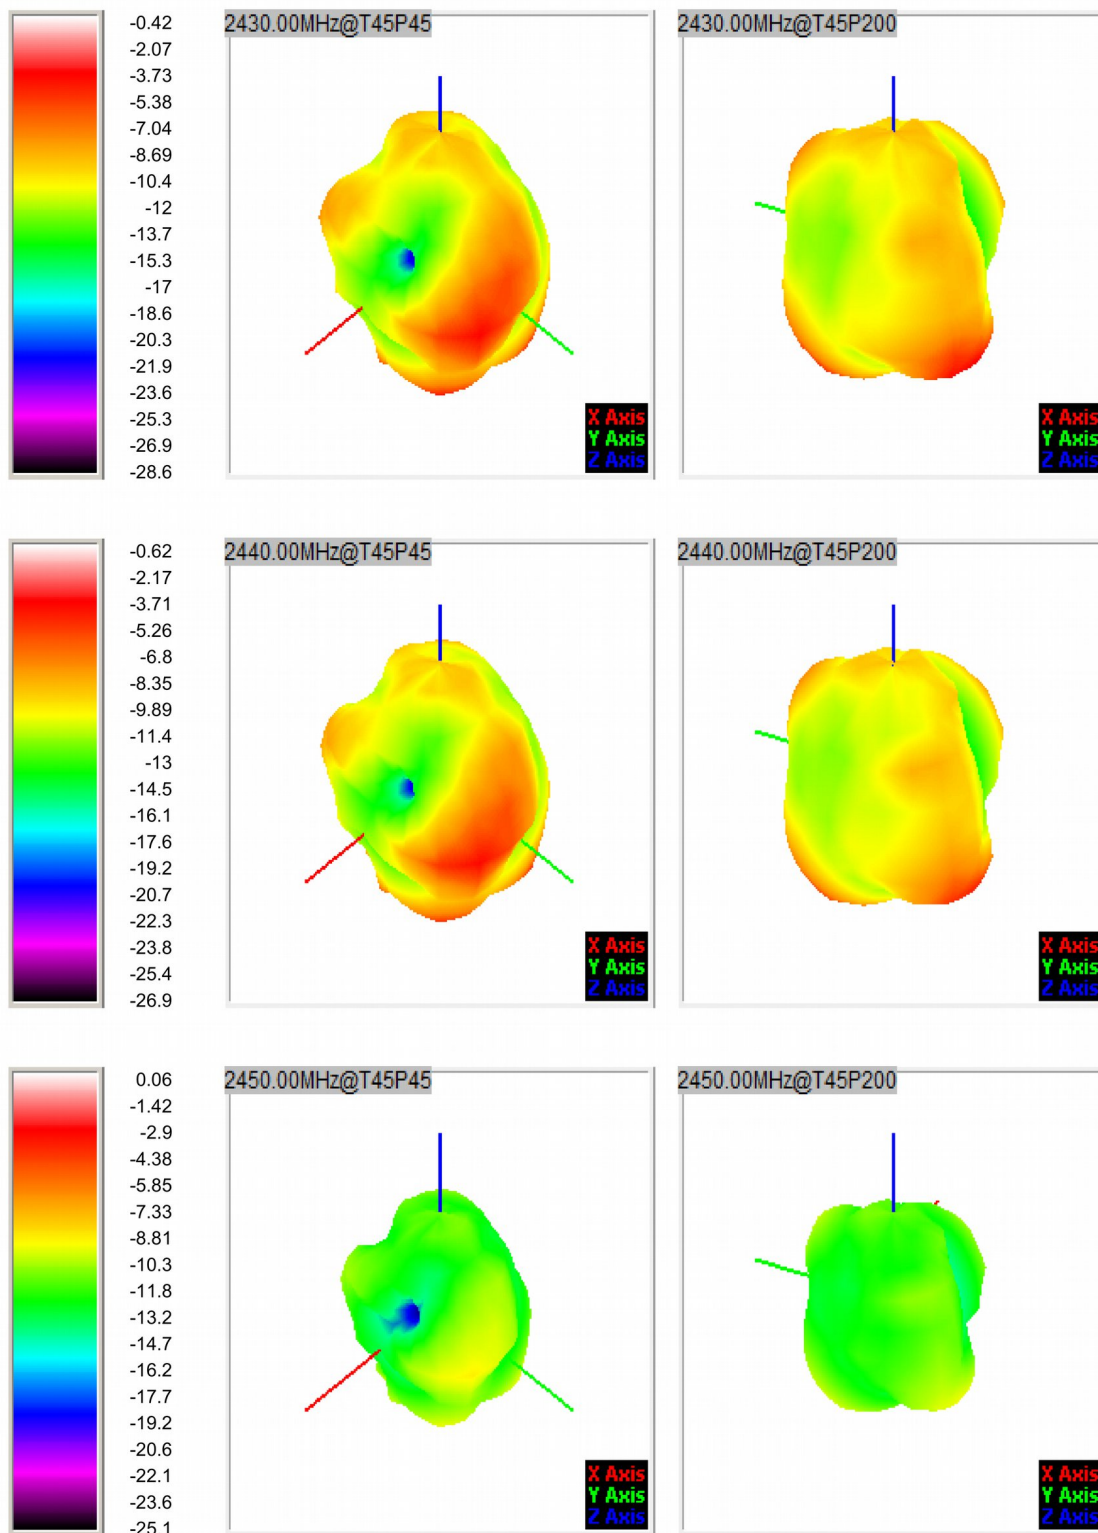 -0.42
-2.07
-3.73
-5.38
-7.04
-8.69
-10.4
-12
-13.7
-15.3
-17
-18.6
-20.3
-21.9
-23.6
-25.3
-26.9
-28.6
2430.00MHz@T45P45
X Axis
Y Axis
Z Axis
2430.00MHz@T45P200
X Axis
Y Axis
Z Axis
-0.62
-2.17
-3.71
-5.26
-6.8
-8.35
-9.89
-11.4
-13
-14.5
-16.1
-17.6
-19.2
-20.7
-22.3
-23.8
-25.4
-26.9
2440.00MHz@T45P45
X Axis
Y Axis
Z Axis
2440.00MHz@T45P200
X Axis
Y Axis
Z Axis
0.06
-1.42
-2.9
-4.38
-5.85
-7.33
-8.81
-10.3
-11.8
-13.2
-14.7
-16.2
-17.7
-19.2
-20.6
-22.1
-23.6
-25.1
2450.00MHz@T45P45
X Axis
Y Axis
Z Axis
2450.00MHz@T45P200
X Axis
Y Axis
Z Axis